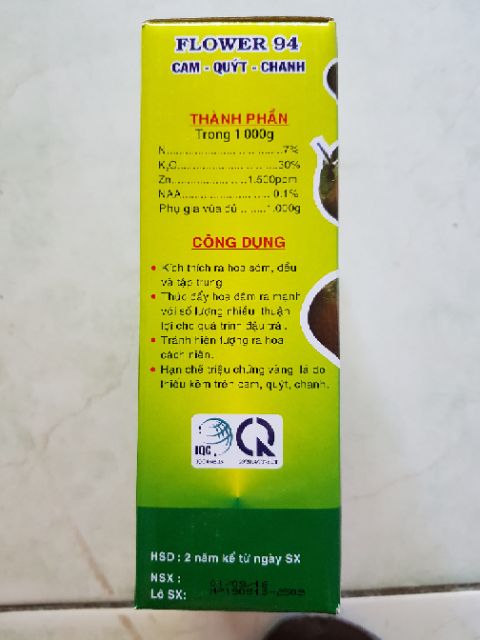 FLOWER 94
CAM - QUÝT - CHANH
THÀNH PHẦN
Trong 1.000g
N..............................7%
K₂O..............................30%
Zn......................1.500ppm
NAA........................... 0.1%
Phụ gia vừa đủ ........1.000g
CÔNG DỤNG
• Kích thích ra hoa sớm, đều
và tập trung
• Thúc đẩy hoa đâm ra mạnh
với số lượng nhiều, thuận
lợi cho quá trình đậu trái.
• Tránh hiện tượng ra hoa
cách niên.
• Hạn chế triệu chứng vàng lá do
thiếu kẽm trên cam, quýt, chanh.
IQC
HSD : 2 năm kể từ ngày SX
NSX :
Lô SX: